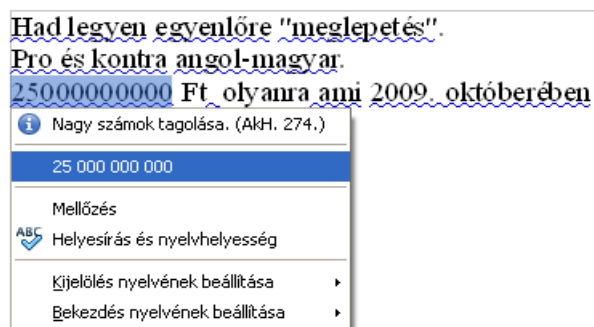 Had legyen egyenlőre "meglepetés".
Pro és kontra angol-magyar.
25000000000 Ft olyanra ami 2009. októberében
Nagy számok tagolása. (AkH. 274.)
25 000 000 000
Mellőzés
ABC Helyesírás és nyelvhelyesség
Kijelölés nyelvének beállítása
Bekezdés nyelvének beállítása